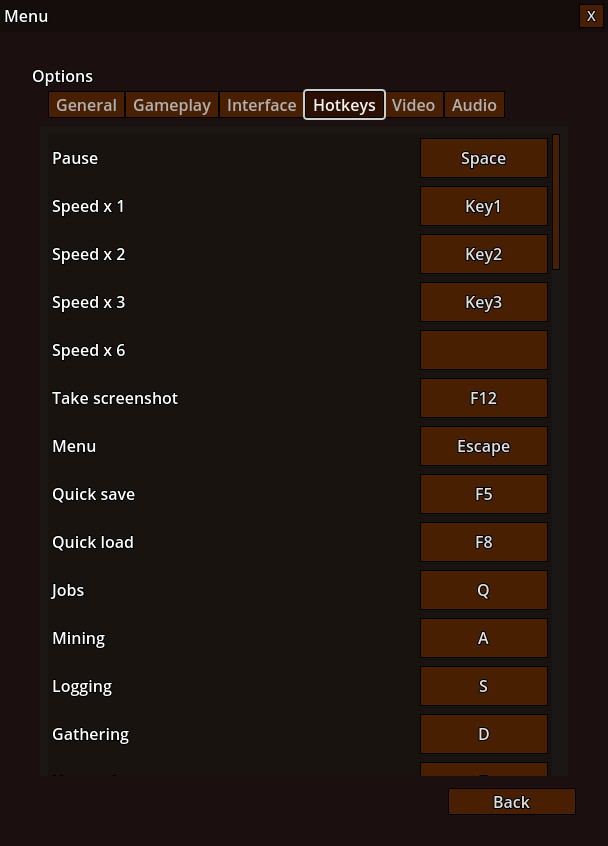 Menu X
Options
General Gameplay Interface Hotkeys Video Audio
Pause Space
Speed x 1 Key1
Speed x 2 Key2
Speed x 3 Key3
Speed x 6
Take screenshot F12
Menu Escape
Quick save F5
Quick load F8
Jobs Q
Mining A
Logging S
Gathering D
Back